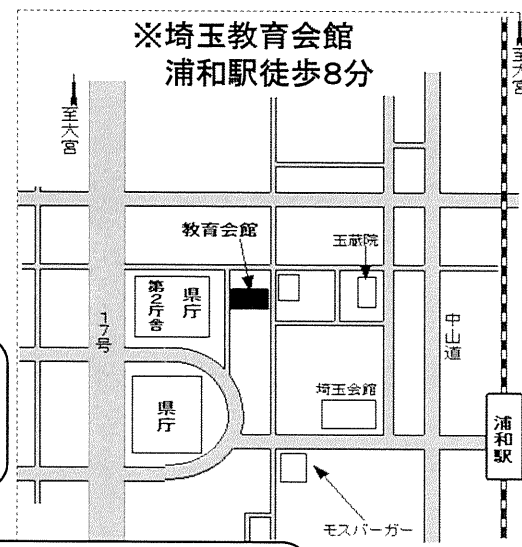 ※埼玉教育会館
浦和駅徒歩8分
至大宮
至大宮
教育会館
玉蔵院
県庁
第2庁舎
17号
中山道
埼玉会館
県庁
浦和駅
モスバーガー